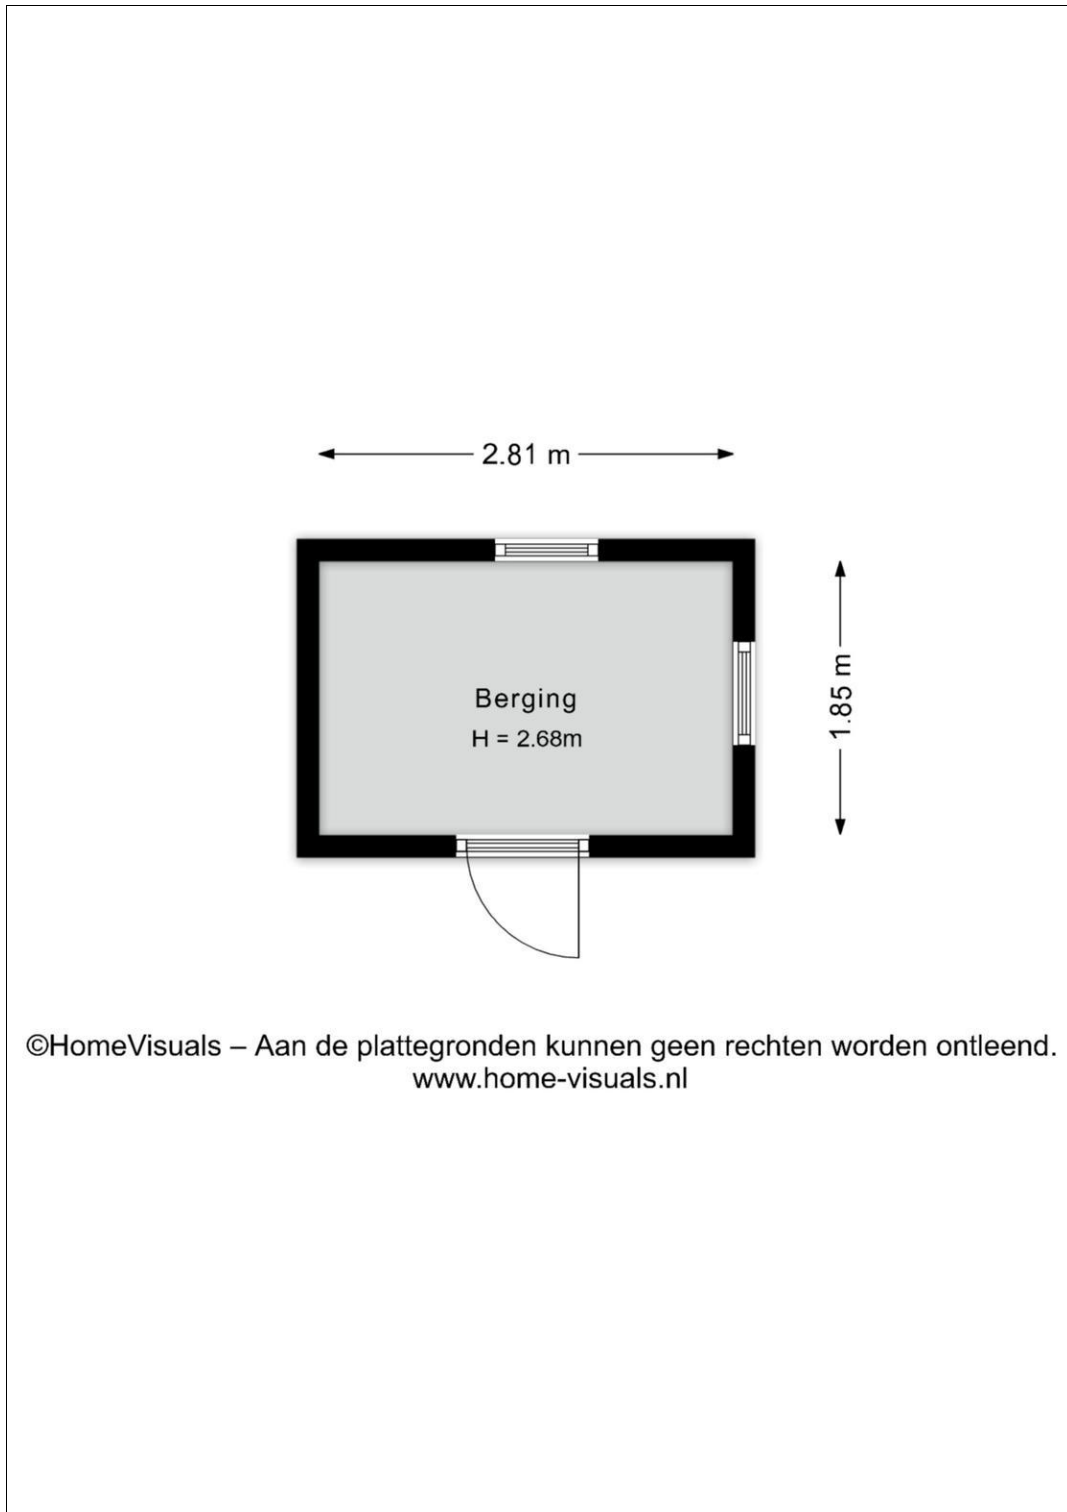 2.81 m
1.85 m
Berging
H = 2.68m
©HomeVisuals – Aan de plattegronden kunnen geen rechten worden ontleend.
www.home-visuals.nl